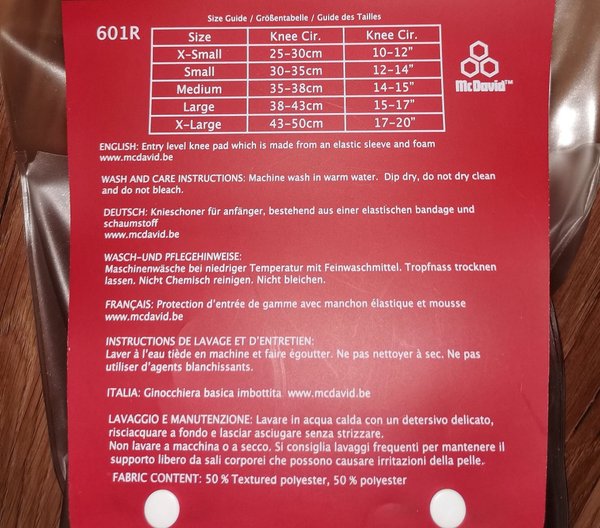 Size Guide / Größentabelle / Guide des Tailles
601R
Size Knee Cir. Knee Cir.
X-Small 25-30cm 10-12"
Small 30-35cm 12-14"
Medium 35-38cm 14-15"
Large 38-43cm 15-17"
X-Large 43-50cm 17-20"
McDavid™
ENGLISH: Entry level knee pad which is made from an elastic sleeve and foam
www.mcdavid.be
WASH AND CARE INSTRUCTIONS: Machine wash in warm water. Dip dry, do not dry clean
and do not bleach.
DEUTSCH: Knieschoner für anfänger, bestehend aus einer elastischen bandage und
schaumstoff
www.mcdavid.be
WASCH-UND PFLEGEHINWEISE:
Maschinenwäsche bei niedriger Temperatur mit Feinwaschmittel. Tropfnass trocknen
lassen. Nicht Chemisch reinigen. Nicht bleichen.
FRANÇAIS: Protection d'entrée de gamme avec manchon élastique et mousse
www.mcdavid.be
INSTRUCTIONS DE LAVAGE ET D'ENTRETIEN:
Laver à l'eau tiède en machine et faire égoutter. Ne pas nettoyer à sec. Ne pas
utiliser d'agents blanchissants.
ITALIA: Ginocchiera basica imbottita www.mcdavid.be
LAVAGGIO E MANUTENZIONE: Lavare in acqua calda con un detersivo delicato,
risciacquare a fondo e lasciar asciugare senza strizzare.
Non lavare a macchina o a secco. Si consiglia lavaggi frequenti per mantenere il
supporto libero da sali corporei che possono causare irritazioni della pelle.
FABRIC CONTENT: 50 % Textured polyester, 50 % polyester